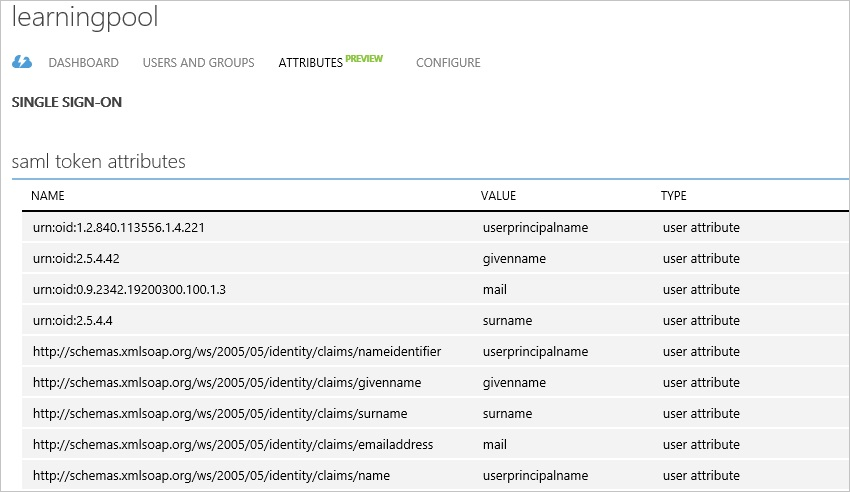 learningpool
DASHBOARD USERS AND GROUPS ATTRIBUTES PREVIEW CONFIGURE
SINGLE SIGN-ON
saml token attributes
NAME VALUE TYPE
urn:oid:1.2.840.113556.1.4.221 userprincipalname user attribute
urn:oid:2.5.4.42 givenname user attribute
urn:oid:0.9.2342.19200300.100.1.3 mail user attribute
urn:oid:2.5.4.4 surname user attribute
http://schemas.xmlsoap.org/ws/2005/05/identity/claims/nameidentifier userprincipalname user attribute
http://schemas.xmlsoap.org/ws/2005/05/identity/claims/givenname givenname user attribute
http://schemas.xmlsoap.org/ws/2005/05/identity/claims/surname surname user attribute
http://schemas.xmlsoap.org/ws/2005/05/identity/claims/emailaddress mail user attribute
http://schemas.xmlsoap.org/ws/2005/05/identity/claims/name userprincipalname user attribute